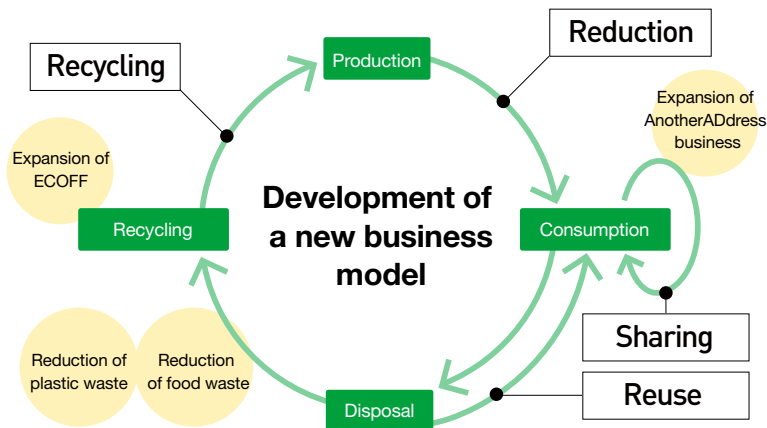 Reduction
Recycling
Production
Expansion of
AnotherADdress
business
Expansion of
ECOFF
Development of
a new business
model
Recycling
Consumption
Sharing
Reduction of
plastic waste
Reduction
of food waste
Reuse
Disposal